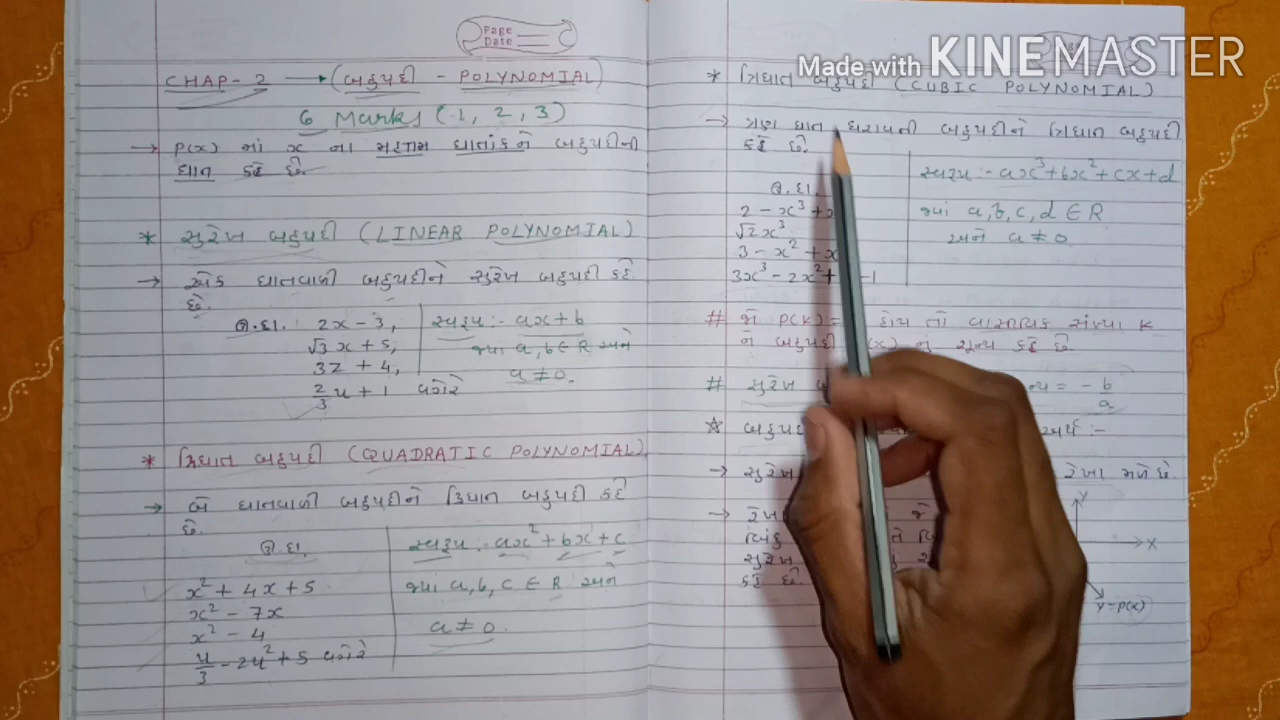 Page
Date
CHAP-2 → (બહુપદી - POLYNOMIAL)
6 Marks (1, 2, 3)
→ P(x) માં x ના મહત્તમ ઘાતાંકને બહુપદીની
ઘાત કહે છે.
* સુરેખ બહુપદી (LINEAR POLYNOMIAL)
→ એક ઘાતવાળી બહુપદીને સુરેખ બહુપદી કહે
છે.
ઉ.દા. 2x - 3,
√3 x + 5,
3z + 4,
2/3 u + 1 વગેરે
સ્વરૂપ :- ax + b
જ્યાં a, b ∈ R અને
a ≠ 0.
* દ્વિઘાત બહુપદી (QUADRATIC POLYNOMIAL)
→ બે ઘાતવાળી બહુપદીને દ્વિઘાત બહુપદી કહે
છે.
ઉ.દા.
x² + 4x + 5
x² - 7x
x² - 4
u/3 - 2u² + 5 વગેરે
સ્વરૂપ :- ax² + bx + c
જ્યાં a, b, c ∈ R અને
a ≠ 0.
Made with KINEMASTER
* ત્રિઘાત બહુપદી (CUBIC POLYNOMIAL)
→ ત્રણ ઘાત ધરાવતી બહુપદીને ત્રિઘાત બહુપદી
કહે છે.
ઉ.દા.
2 - x³ +
√2x³
3 - x² + x
3x³ - 2x² + - 1
સ્વરૂપ :- ax³ + bx² + cx + d
જ્યાં a, b, c, d ∈ R
અને a ≠ 0
# જો P(K) = હોય તો વાસ્તવિક સંખ્યા K
ને બહુપદી (x) નું શૂન્ય કહે છે.
# સુરેખ = - b/a
☆ બહુપદી અર્થ :-
→ સુરેખ રેખા મળે છે.
→ જે
બિંદુ
સુરેખ
કહે છે.
Y
X
Y = P(x)